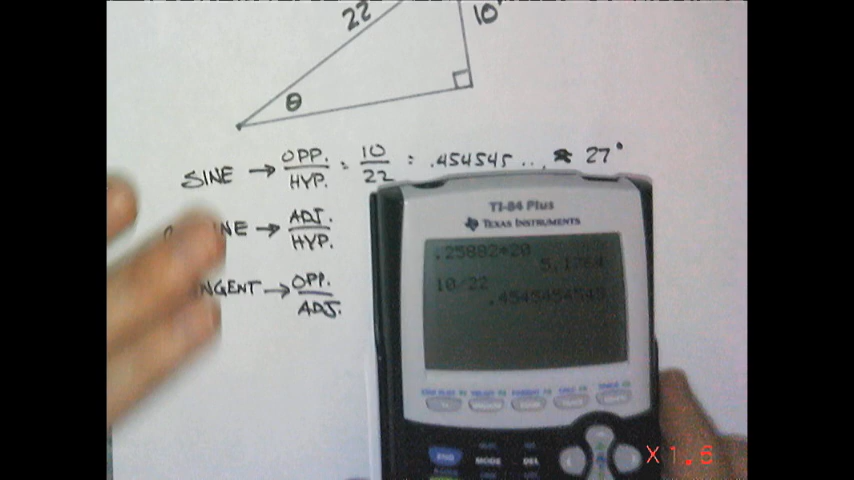 22
10'
θ
SINE → OPP./HYP. = 10/22 = .454545... ≈ 27°
NE → ADJ./HYP.
NGENT → OPP./ADJ.
TI-84 Plus
TEXAS INSTRUMENTS
.25882*20
5.1764
10/22
.4545454545
MODE
DEL
X1.6